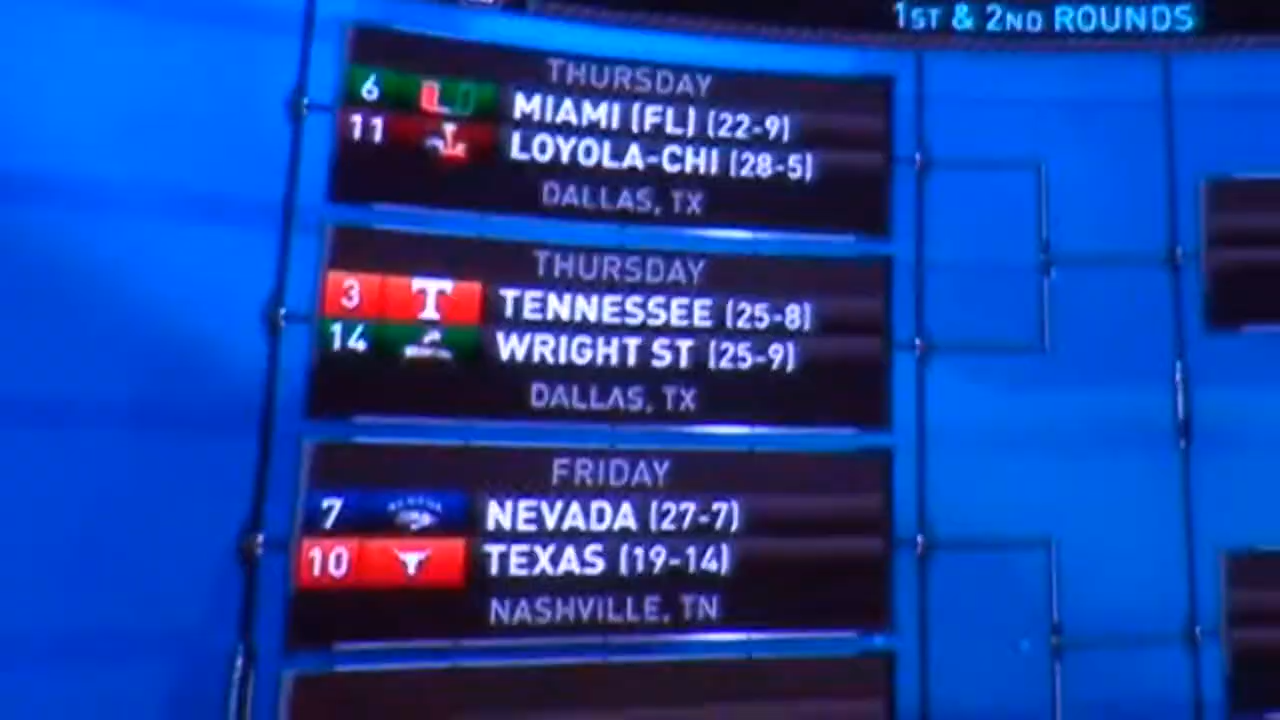 1ST & 2ND ROUNDS
THURSDAY
6 MIAMI (FL) (22-9)
11 LOYOLA-CHI (28-5)
DALLAS, TX
THURSDAY
3 T TENNESSEE (25-8)
14 WRIGHT ST (25-9)
DALLAS, TX
FRIDAY
7 NEVADA (27-7)
10 TEXAS (19-14)
NASHVILLE, TN